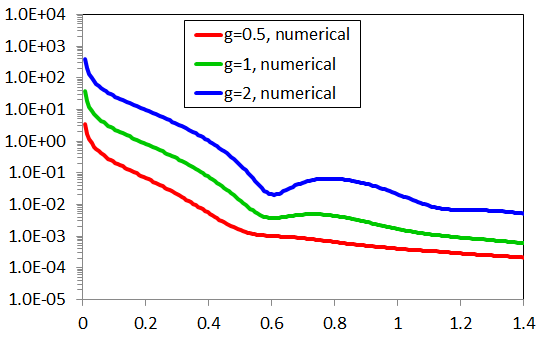 1.0E+04
1.0E+03
1.0E+02
1.0E+01
1.0E+00
1.0E-01
1.0E-02
1.0E-03
1.0E-04
1.0E-05
g=0.5, numerical
g=1, numerical
g=2, numerical
0 0.2 0.4 0.6 0.8 1 1.2 1.4